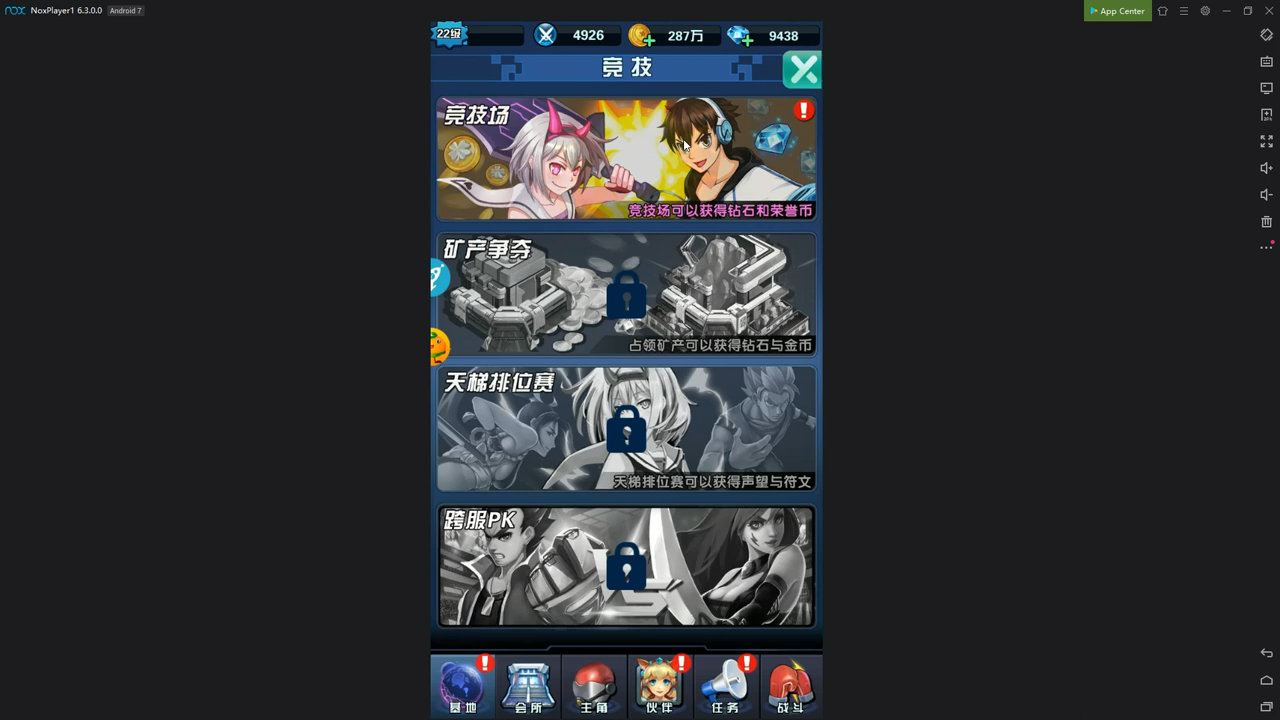 nox NoxPlayer1 6.3.0.0 Android 7
App Center
22级 4926 287万 9438
竞技
竞技场
竞技场可以获得钻石和荣誉币
矿产争夺
占领矿产可以获得钻石与金币
天梯排位赛
天梯排位赛可以获得声望与符文
跨服PK
基地 会所 主角 伙伴 任务 战斗